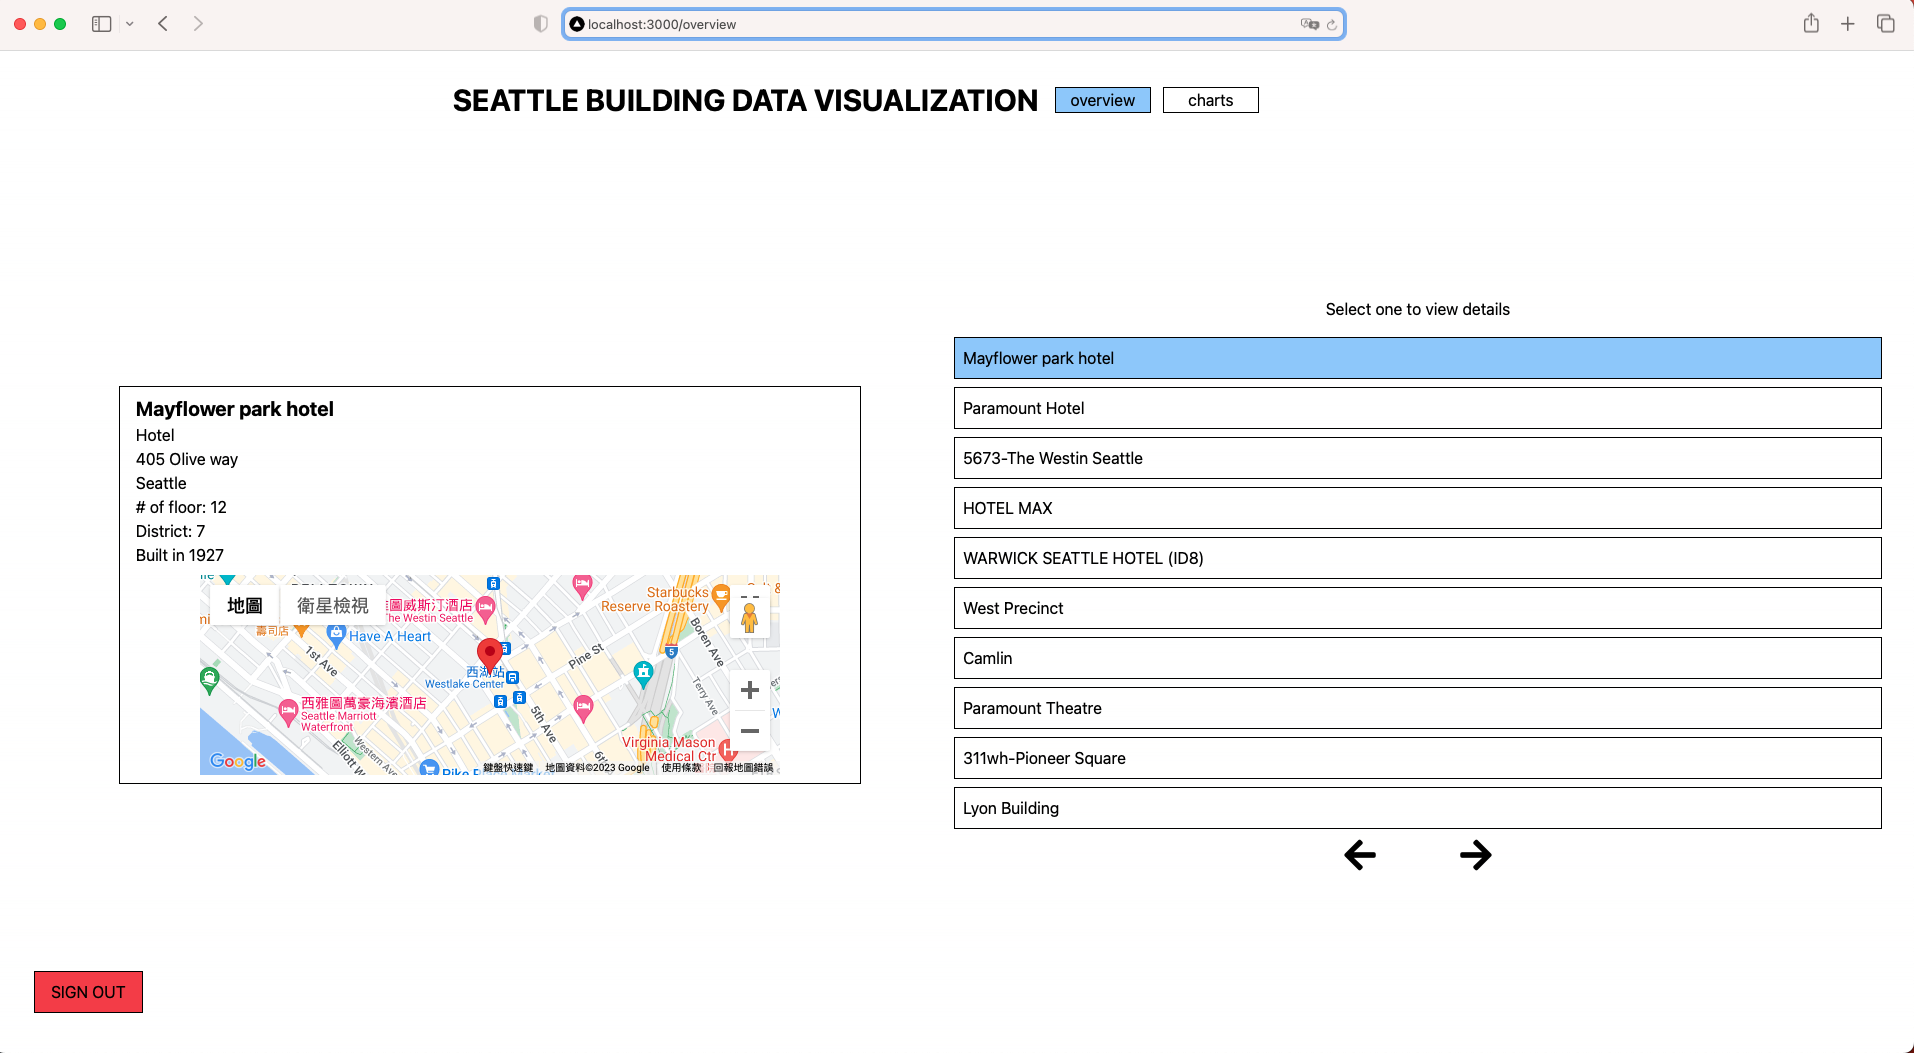 localhost:3000/overview
SEATTLE BUILDING DATA VISUALIZATION
overview
charts
Select one to view details
Mayflower park hotel
Paramount Hotel
5673-The Westin Seattle
HOTEL MAX
WARWICK SEATTLE HOTEL (ID8)
West Precinct
Camlin
Paramount Theatre
311wh-Pioneer Square
Lyon Building
Mayflower park hotel
Hotel
405 Olive way
Seattle
# of floor: 12
District: 7
Built in 1927
地圖
衛星檢視
圖威斯汀酒店
The Westin Seattle
Starbucks
Reserve Roastery
壽司店
Have A Heart
1st Ave
Pine St
Boren Ave
5
西湖站
Westlake Center
Terry Ave
西雅圖萬豪海濱酒店
Seattle Marriott
Waterfront
5th Ave
Western Ave
Elliott W
Virginia Mason
Medical Ctr
H
6th
Google
鍵盤快速鍵
地圖資料©2023 Google
使用條款
回報地圖錯誤
SIGN OUT